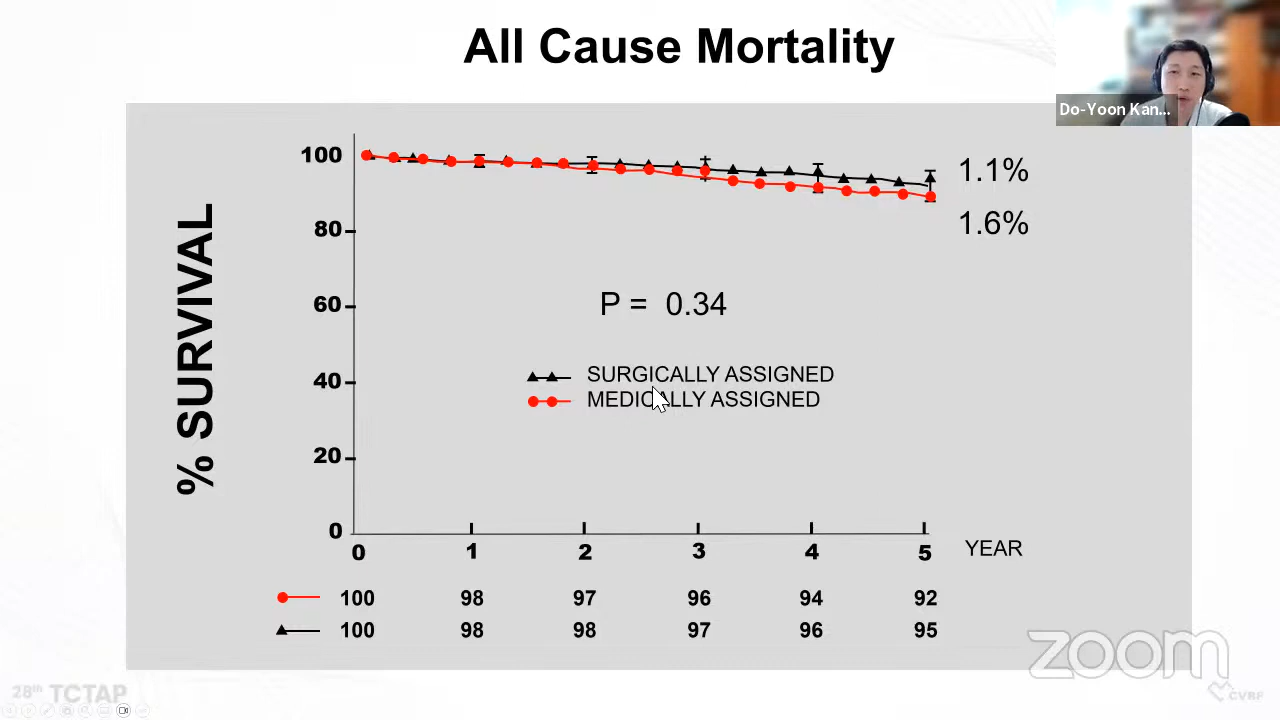 All Cause Mortality
Do-Yoon Kan...
% SURVIVAL
100
80
60
40
20
0
1.1%
1.6%
P = 0.34
SURGICALLY ASSIGNED
MEDICALLY ASSIGNED
0 1 2 3 4 5 YEAR
100 98 97 96 94 92
100 98 98 97 96 95
zoom
28th TCTAP
CVRF